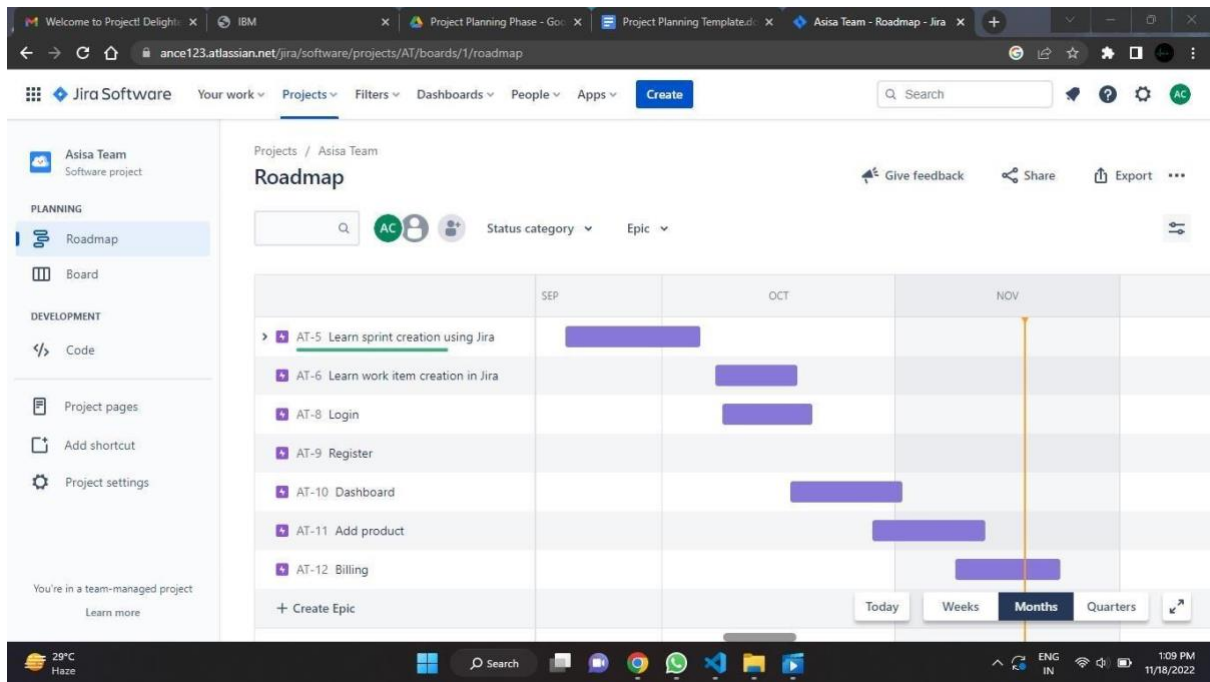 Welcome to Project! Delight
IBM
Project Planning Phase - Goo
Project Planning Template.do
Asisa Team - Roadmap - Jira
ance123.atlassian.net/jira/software/projects/AT/boards/1/roadmap
Jira Software
Your work
Projects
Filters
Dashboards
People
Apps
Create
Search
AC
Asisa Team
Software project
PLANNING
Roadmap
Board
DEVELOPMENT
Code
Project pages
Add shortcut
Project settings
You're in a team-managed project
Learn more
Projects / Asisa Team
Roadmap
Give feedback
Share
Export
AC
Status category
Epic
SEP
OCT
NOV
AT-5 Learn sprint creation using Jira
AT-6 Learn work item creation in Jira
AT-8 Login
AT-9 Register
AT-10 Dashboard
AT-11 Add product
AT-12 Billing
+ Create Epic
Today
Weeks
Months
Quarters
29°C
Haze
Search
ENG
IN
1:09 PM
11/18/2022